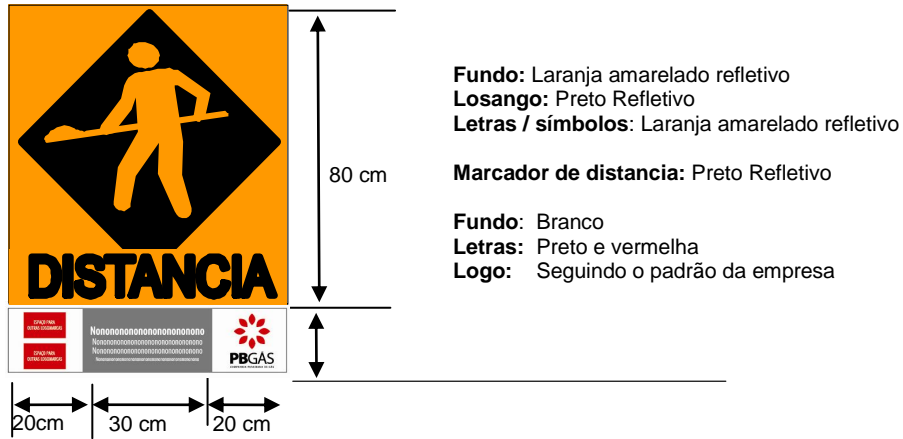 DISTANCIA
80 cm
Fundo: Laranja amarelado refletivo
Losango: Preto Refletivo
Letras / símbolos: Laranja amarelado refletivo
Marcador de distancia: Preto Refletivo
Fundo: Branco
Letras: Preto e vermelha
Logo: Seguindo o padrão da empresa
ESPAÇO PARA
OUTRAS LOGOMARCAS
ESPAÇO PARA
OUTRAS LOGOMARCAS
PBGÁS
20cm
30 cm
20 cm